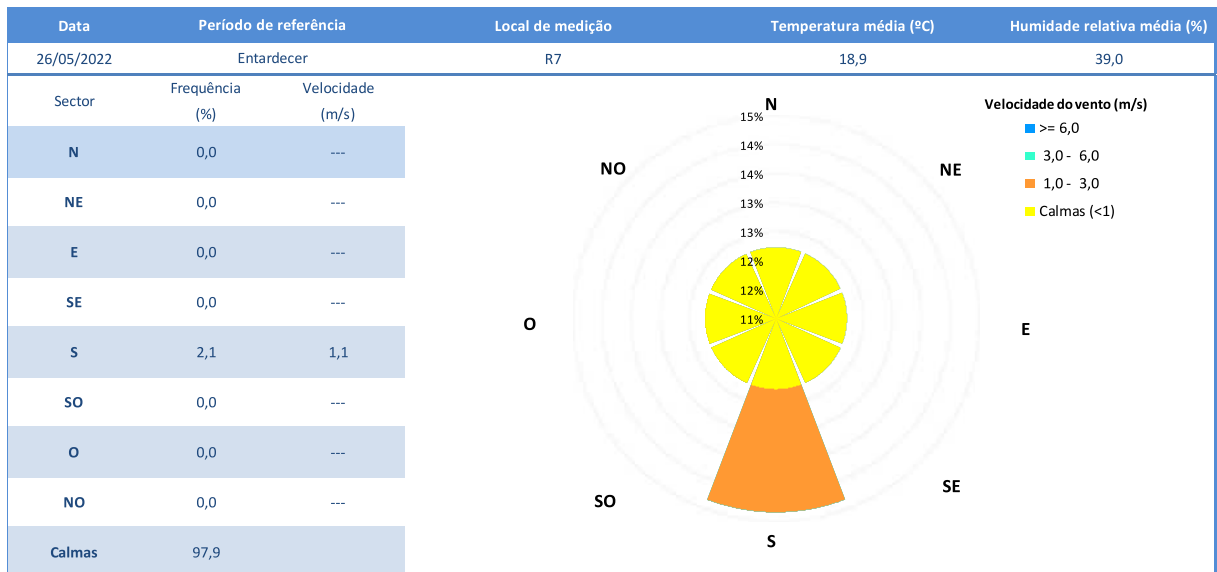 Data Período de referência Local de medição Temperatura média (ºC) Humidade relativa média (%)
26/05/2022 Entardecer R7 18,9 39,0
Sector Frequência (%) Velocidade (m/s)
N 0,0 ---
NE 0,0 ---
E 0,0 ---
SE 0,0 ---
S 2,1 1,1
SO 0,0 ---
O 0,0 ---
NO 0,0 ---
Calmas 97,9
N
NE
E
SE
S
SO
O
NO
15%
14%
14%
13%
13%
12%
12%
11%
Velocidade do vento (m/s)
>= 6,0
3,0 - 6,0
1,0 - 3,0
Calmas (<1)